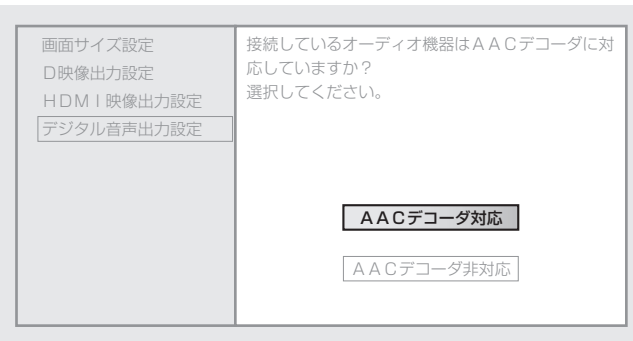 画面サイズ設定
D映像出力設定
HDMI映像出力設定
デジタル音声出力設定
接続しているオーディオ機器はAACデコーダに対
応していますか?
選択してください。
AACデコーダ対応
AACデコーダ非対応